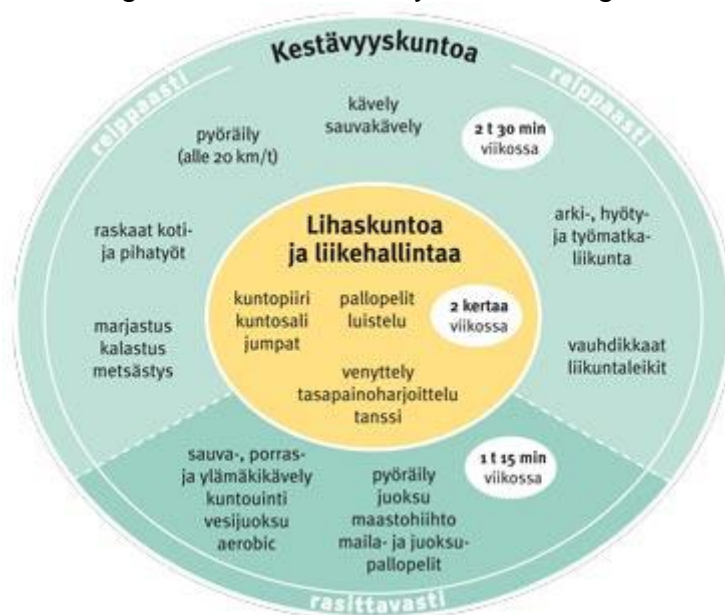 Kestävyyskuntoa
reippaasti
reippaasti
kävely
sauvakävely
2 t 30 min
viikossa
pyöräily
(alle 20 km/t)
raskaat koti-
ja pihatyöt
arki-, hyöty-
ja työmatka-
liikunta
marjastus
kalastus
metsästys
vauhdikkaat
liikuntaleikit
Lihaskuntoa
ja liikehallintaa
kuntopiiri
kuntosali
jumpat
pallopelit
luistelu
2 kertaa
viikossa
venyttely
tasapainoharjoittelu
tanssi
sauva-, porras-
ja ylämäkikävely
kuntouinti
vesijuoksu
aerobic
pyöräily
juoksu
maastohiihto
maila- ja juoksu-
pallopelit
1 t 15 min
viikossa
rasittavasti